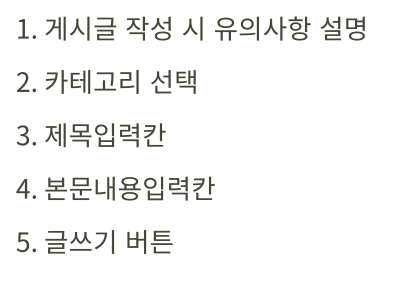 1. 게시글 작성 시 유의사항 설명
2. 카테고리 선택
3. 제목입력칸
4. 본문내용입력칸
5. 글쓰기 버튼